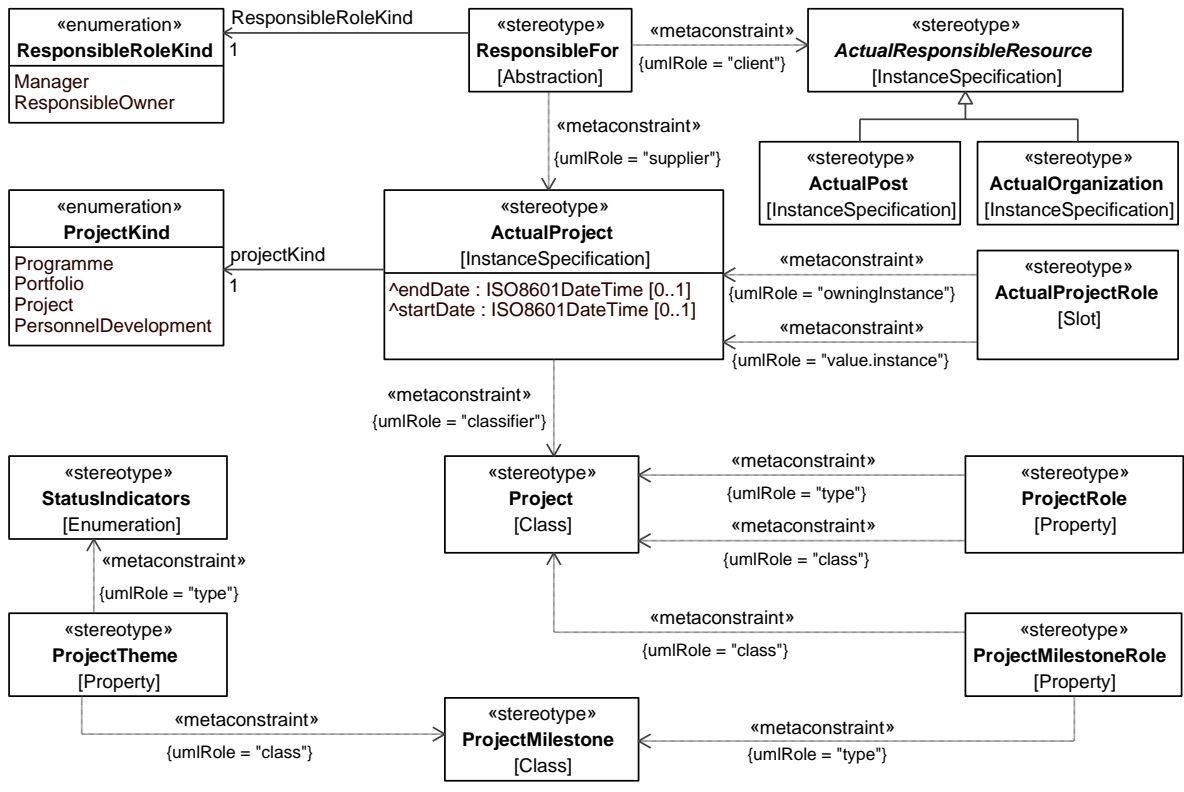 «enumeration»
ResponsibleRoleKind
Manager
ResponsibleOwner
ResponsibleRoleKind
1
«stereotype»
ResponsibleFor
[Abstraction]
«metaconstraint»
{umlRole = "client"}
«stereotype»
ActualResponsibleResource
[InstanceSpecification]
«metaconstraint»
{umlRole = "supplier"}
«stereotype»
ActualPost
[InstanceSpecification]
«stereotype»
ActualOrganization
[InstanceSpecification]
«enumeration»
ProjectKind
Programme
Portfolio
Project
PersonnelDevelopment
projectKind
1
«stereotype»
ActualProject
[InstanceSpecification]
^endDate : ISO8601DateTime [0..1]
^startDate : ISO8601DateTime [0..1]
«metaconstraint»
{umlRole = "owningInstance"}
«metaconstraint»
{umlRole = "value.instance"}
«stereotype»
ActualProjectRole
[Slot]
«metaconstraint»
{umlRole = "classifier"}
«stereotype»
StatusIndicators
[Enumeration]
«stereotype»
Project
[Class]
«metaconstraint»
{umlRole = "type"}
«metaconstraint»
{umlRole = "class"}
«stereotype»
ProjectRole
[Property]
«metaconstraint»
{umlRole = "type"}
«stereotype»
ProjectTheme
[Property]
«metaconstraint»
{umlRole = "class"}
«stereotype»
ProjectMilestoneRole
[Property]
«metaconstraint»
{umlRole = "class"}
«stereotype»
ProjectMilestone
[Class]
«metaconstraint»
{umlRole = "type"}